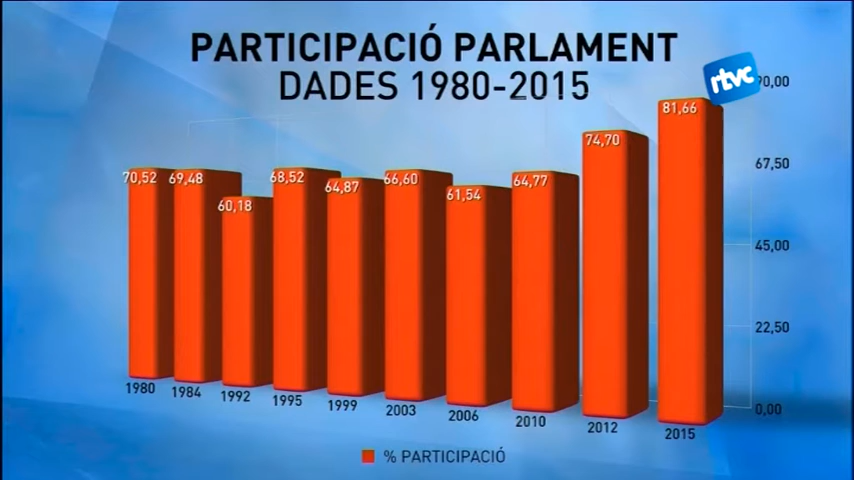 PARTICIPACIÓ PARLAMENT
DADES 1980-2015
rtvc
90,00
67,50
45,00
22,50
0,00
70,52 69,48 60,18 68,52 64,87 66,60 61,54 64,77 74,70 81,66
1980 1984 1992 1995 1999 2003 2006 2010 2012 2015
% PARTICIPACIÓ